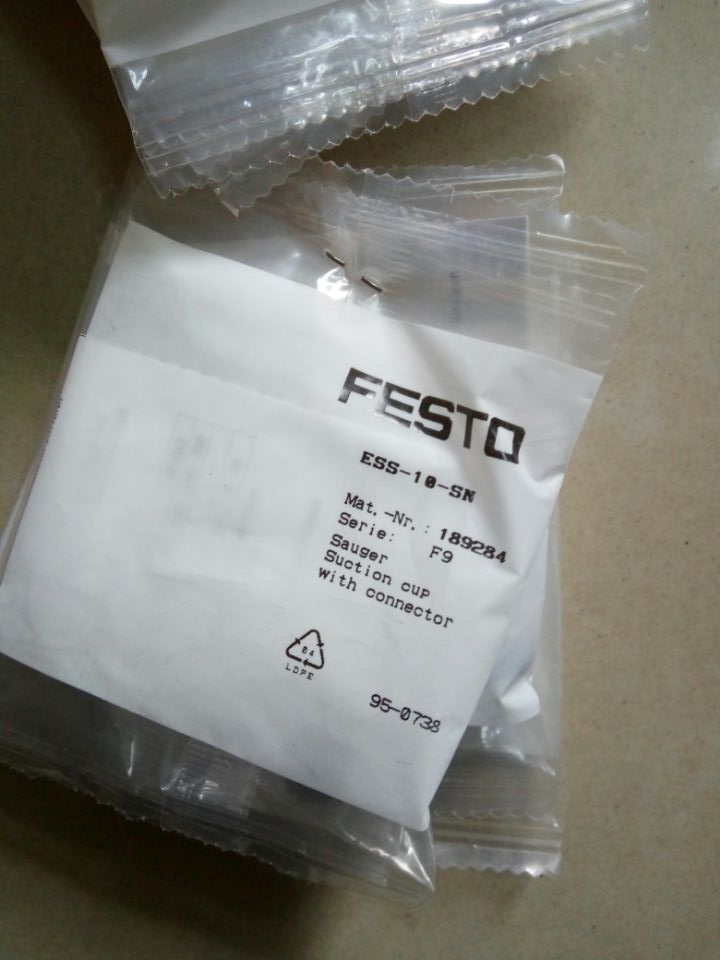 FESTO
ESS-10-SN
Mat.-Nr.: 189284
Serie: F9
Sauger
Suction cup
with connector
04
LDPE
95-0738